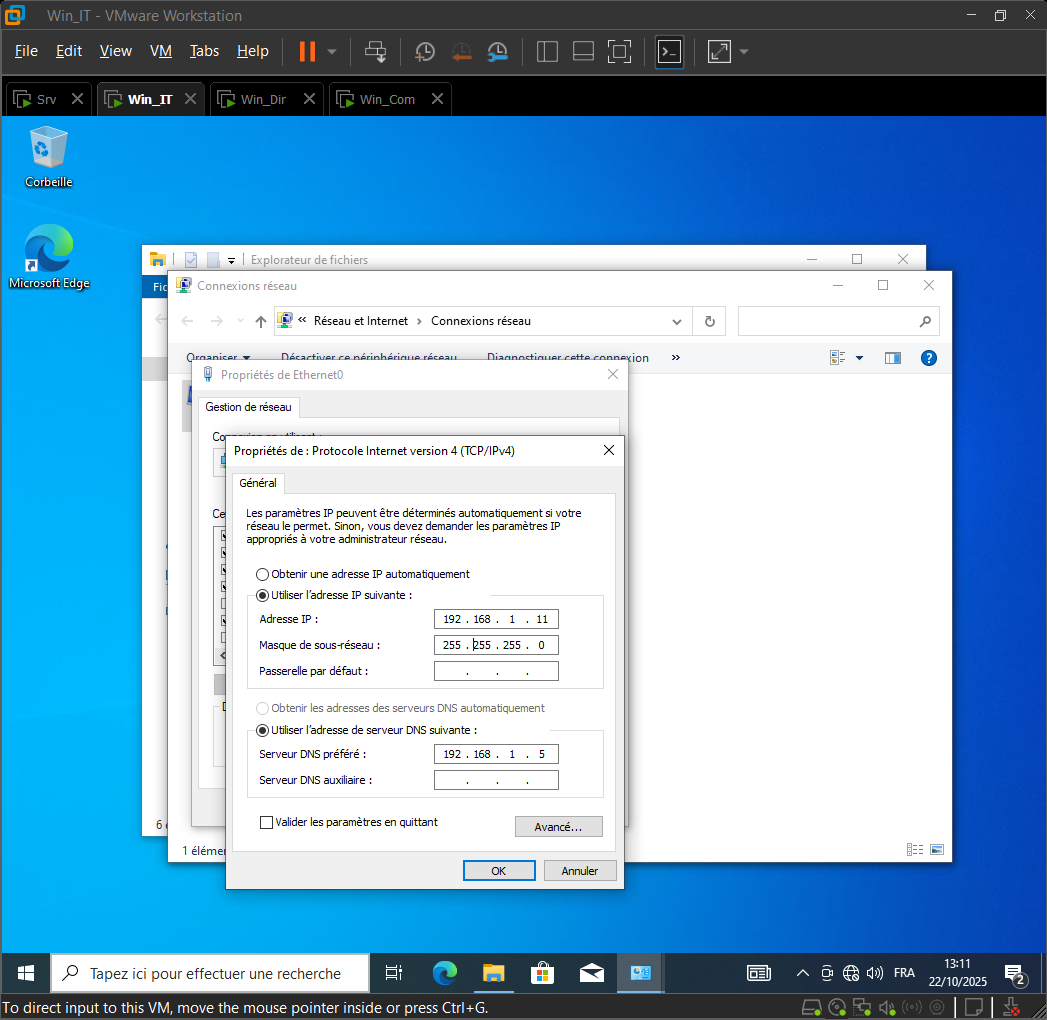 Win_IT - VMware Workstation
File Edit View VM Tabs Help
Srv Win_IT Win_Dir Win_Com
Corbeille
Microsoft Edge
Explorateur de fichiers
Fic
Connexions réseau
« Réseau et Internet › Connexions réseau
Organiser Désactiver ce périphérique réseau Diagnostiquer cette connexion »
Propriétés de Ethernet0
Gestion de réseau
Connexion en utilisant :
Ce
Propriétés de : Protocole Internet version 4 (TCP/IPv4)
Général
Les paramètres IP peuvent être déterminés automatiquement si votre
réseau le permet. Sinon, vous devez demander les paramètres IP
appropriés à votre administrateur réseau.
Obtenir une adresse IP automatiquement
Utiliser l'adresse IP suivante :
Adresse IP : 192 . 168 . 1 . 11
Masque de sous-réseau : 255 . 255 . 255 . 0
Passerelle par défaut : . . .
Obtenir les adresses des serveurs DNS automatiquement
Utiliser l'adresse de serveur DNS suivante :
Serveur DNS préféré : 192 . 168 . 1 . 5
Serveur DNS auxiliaire : . . .
Valider les paramètres en quittant
Avancé...
OK Annuler
6 é
1 élémen
Tapez ici pour effectuer une recherche
FRA
13:11
22/10/2025
2
To direct input to this VM, move the mouse pointer inside or press Ctrl+G.